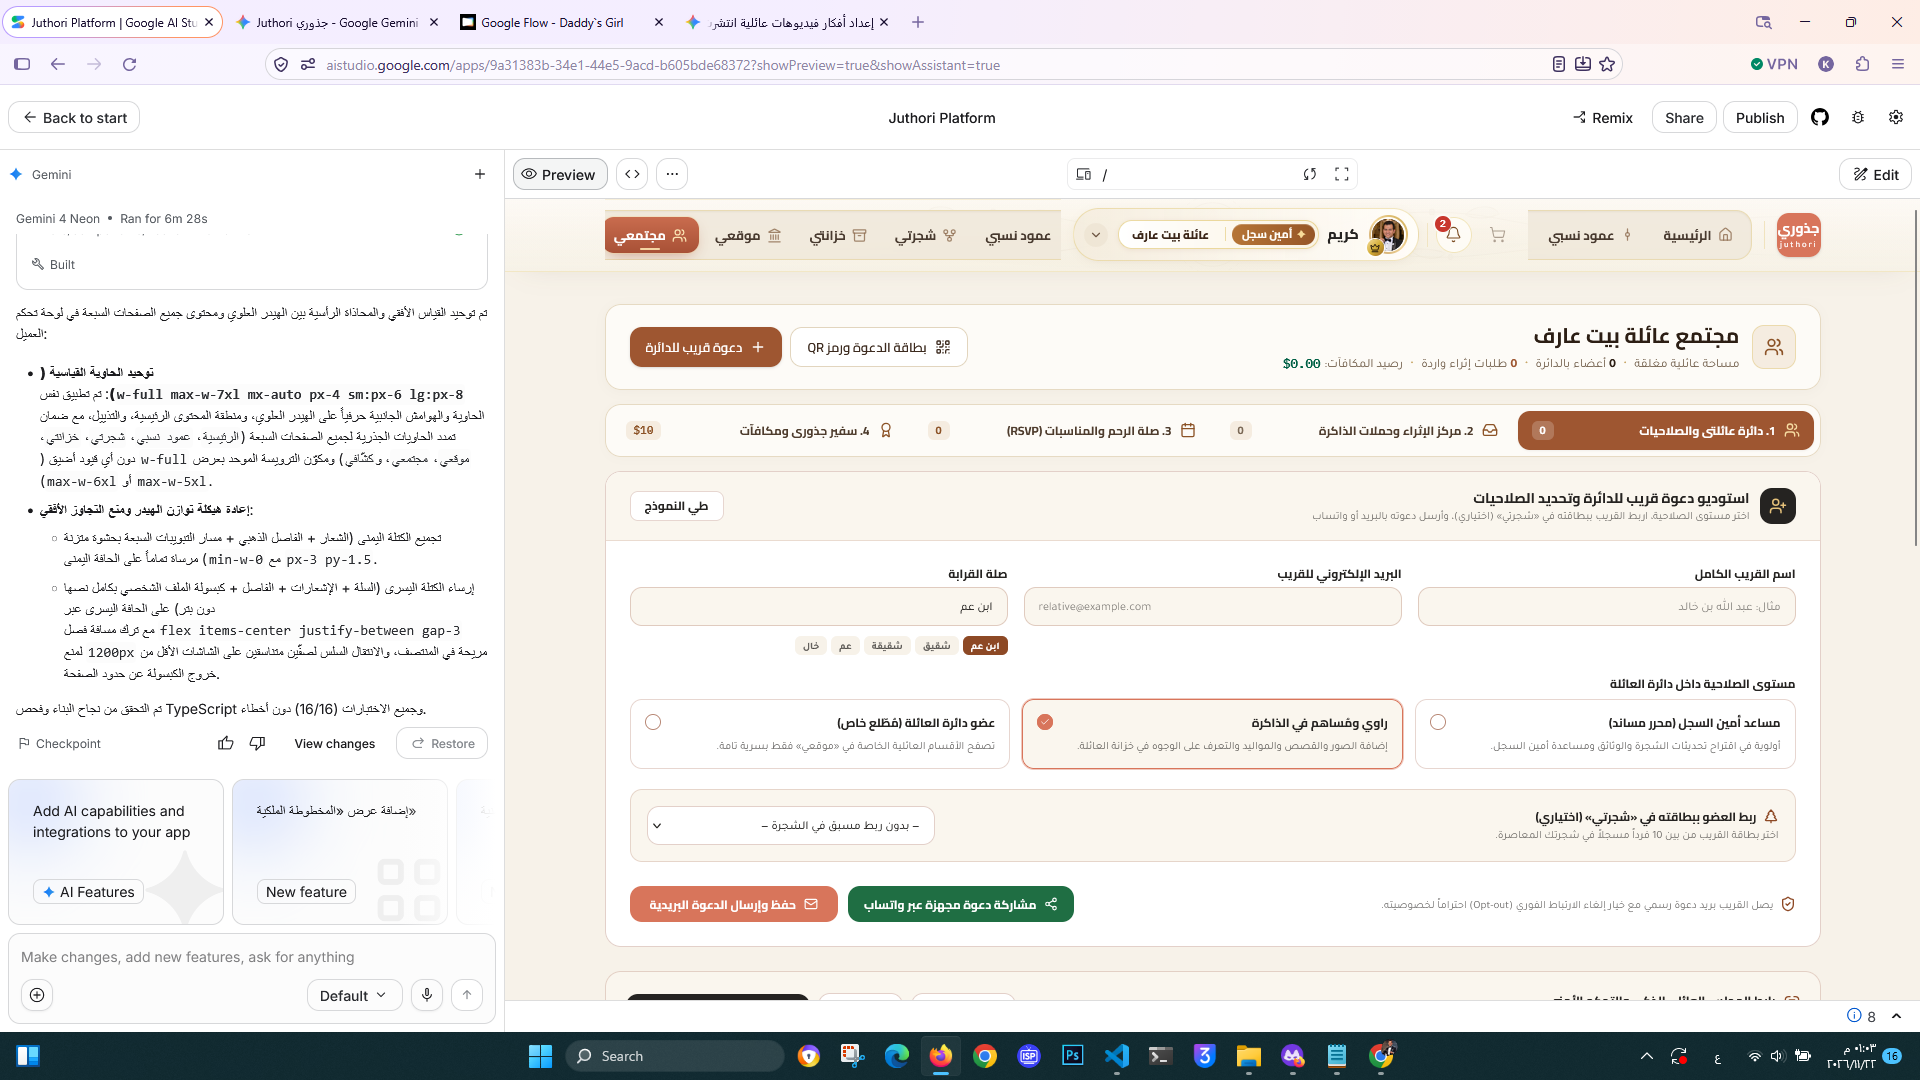 Juthori Platform | Google AI Stu
Juthori جذوري - Google Gemini
Google Flow - Daddy`s Girl
إعداد أفكار فيديوهات عائلية انتشر
aistudio.google.com/apps/9a31383b-34e1-44e5-9acd-b605bde68372?showPreview=true&showAssistant=true
VPN
K
Back to start
Juthori Platform
Remix
Share
Publish
Gemini
Preview
/
Edit
Gemini 4 Neon • Ran for 6m 28s
Built
تم توحيد القياس الأفقي والمحاذاة الرأسية بين الهيدر العلوي ومحتوى جميع الصفحات السبعة في لوحة تحكم
العميل:
توحيد الحاوية القياسية (
w-full max-w-7xl mx-auto px-4 sm:px-6 lg:px-8): تم تطبيق نفس
الحاوية والهوامش الجانبية حرفياً على الهيدر العلوي، ومنطقة المحتوى الرئيسية، والتذييل، مع ضمان
تمدد الحاويات الجذرية لجميع الصفحات السبعة (الرئيسية، عمود نسبي، شجرتي، خزانتي،
موقعي، مجتمعي، وكشّافي) ومكوّن الترويسة الموحد بعرض w-full دون أي قيود أضيق (
max-w-5xl أو max-w-6xl).
إعادة هيكلة توازن الهيدر ومنع التجاوز الأفقي:
تجميع الكتلة اليمنى (الشعار + الفاصل الذهبي + مسار التبويبات السبعة بحشوة متزنة
px-3 py-1.5 مع min-w-0) مرساة تماماً على الحافة اليمنى.
إرساء الكتلة اليسرى (السلة + الإشعارات + الفاصل + كبسولة الملف الشخصي بكامل نصها
دون بتر) على الحافة اليسرى عبر
flex items-center justify-between gap-3 مع ترك مسافة فصل
مريحة في المنتصف، والانتقال السلس لصفّين متناسقين على الشاشات الأقل من 1200px لمنع
خروج الكبسولة عن حدود الصفحة.
تم التحقق من نجاح البناء وفحص TypeScript دون أخطاء (16/16) وجميع الاختبارات.
Checkpoint
View changes
Restore
Add AI capabilities and
integrations to your app
AI Features
إضافة عرض «المخطوطة الملكية»
New feature
Make changes, add new features, ask for anything
Default
جذوري
juthori
الرئيسية
عمود نسبي
2
كريم
✦ أمين سجل
عائلة بيت عارف
عمود نسبي
شجرتي
خزانتي
موقعي
مجتمعي
مجتمع عائلة بيت عارف
مساحة عائلية مغلقة · 0 أعضاء بالدائرة · 0 طلبات إثراء واردة · رصيد المكافآت: $0.00
بطاقة الدعوة ورمز QR
دعوة قريب للدائرة
1. دائرة عائلتي والصلاحيات 0
2. مركز الإثراء وحملات الذاكرة 0
3. صلة الرحم والمناسبات (RSVP) 0
4. سفير جذوري ومكافآت $10
استوديو دعوة قريب للدائرة وتحديد الصلاحيات
اختر مستوى الصلاحية، اربط القريب ببطاقته في «شجرتي» (اختياري)، وأرسل دعوته بالبريد أو واتساب
طي النموذج
اسم القريب الكامل
البريد الإلكتروني للقريب
صلة القرابة
مثال: عبد الله بن خالد
relative@example.com
ابن عم
ابن عم
شقيق
شقيقة
عم
خال
مستوى الصلاحية داخل دائرة العائلة
مساعد أمين السجل (محرر مساند)
أولوية في اقتراح تحديثات الشجرة والوثائق ومساعدة أمين السجل.
راوي ومُساهم في الذاكرة
إضافة الصور والقصص والمواليد والتعرف على الوجوه في خزانة العائلة.
عضو دائرة العائلة (مُطّلع خاص)
تصفح الأقسام العائلية الخاصة في «موقعي» فقط بسرية تامة.
ربط العضو ببطاقته في «شجرتي» (اختياري)
اختر بطاقة القريب من بين 10 فرداً مسجلاً في شجرتك المعاصرة.
– بدون ربط مسبق في الشجرة –
يصل القريب بريد دعوة رسمي مع خيار إلغاء الارتباط الفوري (Opt-out) احتراماً لخصوصيته.
مشاركة دعوة مجهزة عبر واتساب
حفظ وإرسال الدعوة البريدية
8
Search
ISP
Ps
3
ع
٠١:٠٣ م
٢٠٢٦/١١/٢٢
16